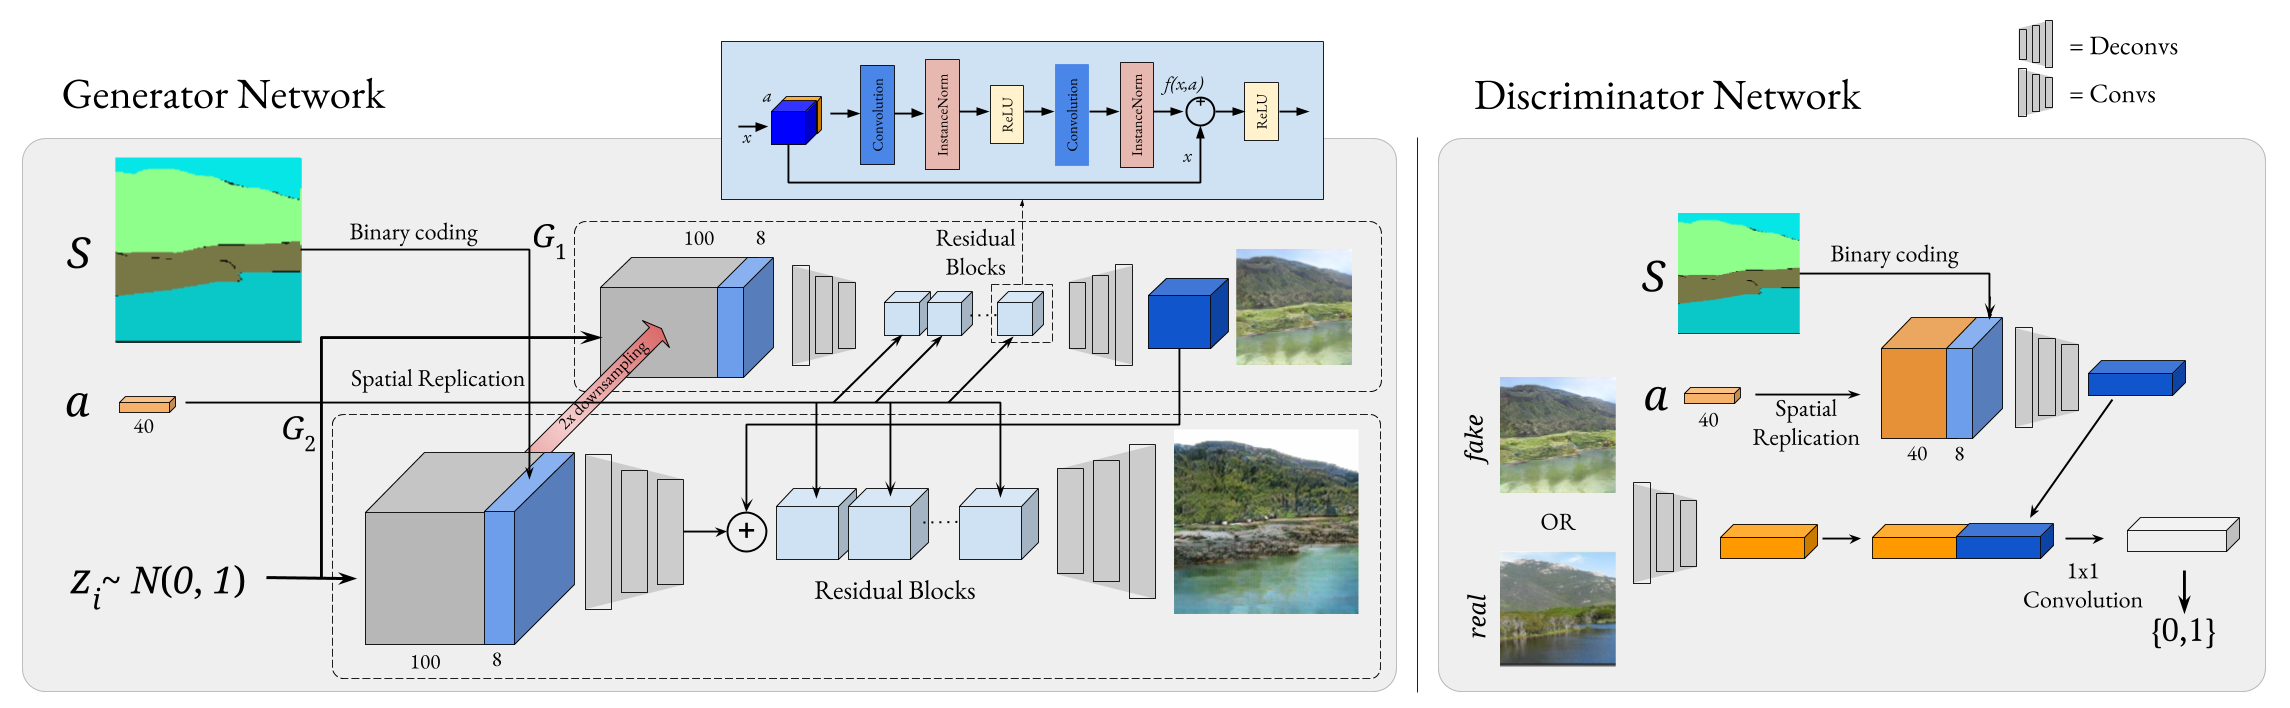 Generator Network
S
Binary coding
a
40
Spatial Replication
z_i ~ N(0, 1)
a
x
Convolution
InstanceNorm
ReLU
Convolution
InstanceNorm
f(x,a)
+
x
ReLU
G_1
100
8
Residual
Blocks
....
2x downsampling
G_2
100
8
+
......
Residual Blocks
= Deconvs
= Convs
Discriminator Network
S
Binary coding
a
40
Spatial
Replication
40
8
fake
OR
real
1x1
Convolution
{0,1}